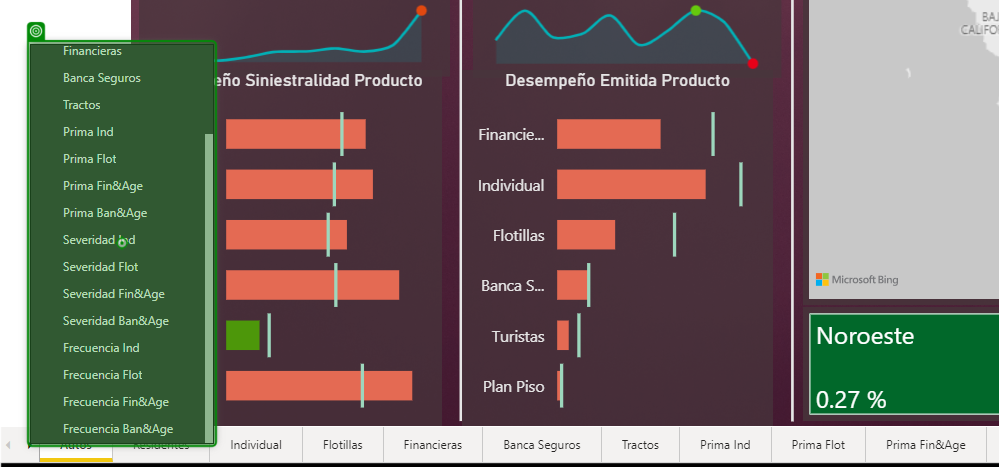 Financieras
Banca Seguros
Tractos
Prima Ind
Prima Flot
Prima Fin&Age
Prima Ban&Age
Severidad Ind
Severidad Flot
Severidad Fin&Age
Severidad Ban&Age
Frecuencia Ind
Frecuencia Flot
Frecuencia Fin&Age
Frecuencia Ban&Age
eño Siniestralidad Producto
Desempeño Emitida Producto
Financie...
Individual
Flotillas
Banca S...
Turistas
Plan Piso
BAJ
CALIFO
Microsoft Bing
Noroeste
0.27 %
Autos
Residentes
Individual
Flotillas
Financieras
Banca Seguros
Tractos
Prima Ind
Prima Flot
Prima Fin&Age